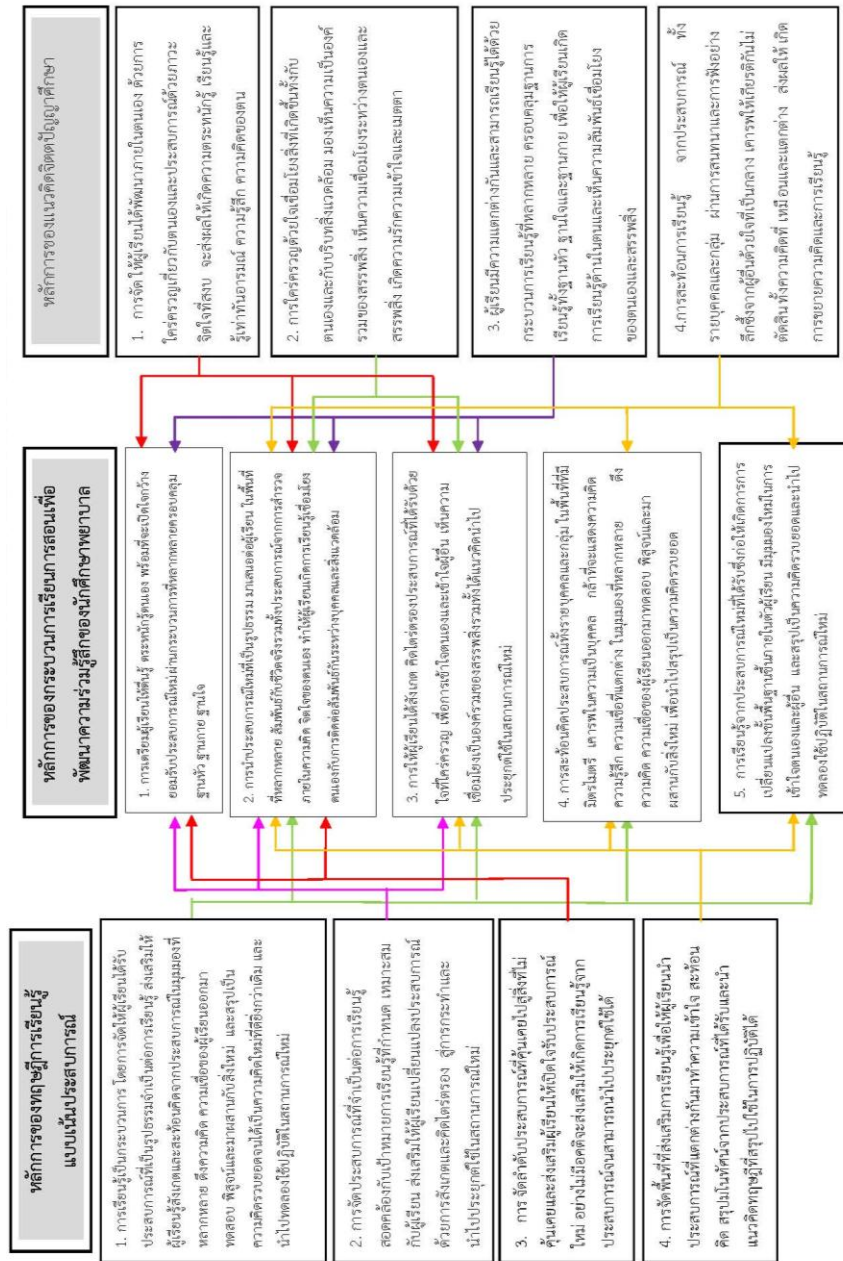 หลักการของทฤษฎีการเรียนรู้
แบบเน้นประสบการณ์
1. การเรียนรู้เป็นกระบวนการ โดยการจัดให้ผู้เรียนได้รับ
ประสบการณ์ที่เป็นรูปธรรมจำเป็นต่อการเรียนรู้ ส่งเสริมให้
ผู้เรียนรู้สังเกตและสะท้อนคิดจากประสบการณ์ในมุมมองที่
หลากหลาย ดึงความคิด ความเชื่อของผู้เรียนออกมา
ทดสอบ พิสูจน์และมาผสานกับสิ่งใหม่ และสรุปเป็น
ความคิดรวบยอดจนได้เป็นความคิดใหม่ที่ดียิ่งกว่าเดิม และ
นำไปทดลองใช้ปฏิบัติในสถานการณ์ใหม่
2. การจัดประสบการณ์ที่จำเป็นต่อการเรียนรู้
สอดคล้องกับเป้าหมายการเรียนรู้ที่กำหนด เหมาะสม
กับผู้เรียน ส่งเสริมให้ผู้เรียนเปลี่ยนแปลงประสบการณ์
ด้วยการสังเกตและคิดไตร่ตรอง สู่การกระทำและ
นำไปประยุกต์ใช้ในสถานการณ์ใหม่
3. การ จัดลำดับประสบการณ์ที่คุ้นเคยไปสู่สิ่งที่ไม่
คุ้นเคยและส่งเสริมผู้เรียนให้เปิดใจรับประสบการณ์
ใหม่ อย่างไม่มีอคติจะส่งเสริมให้เกิดการเรียนรู้จาก
ประสบการณ์จนสามารถนำไปประยุกต์ใช้ได้
4. การจัดพื้นที่ที่ส่งเสริมการเรียนรู้เพื่อให้ผู้เรียนนำ
ประสบการณ์ที่แตกต่างกันมาทำความเข้าใจ สะท้อน
คิด สรุปมโนทัศน์จากประสบการณ์ที่ได้รับและนำ
แนวคิดทฤษฎีที่สรุปไปใช้ในการปฏิบัติได้
หลักการของกระบวนการเรียนการสอนเพื่อ
พัฒนาความร่วมรู้สึกของนักศึกษาพยาบาล
1. การเตรียมผู้เรียนให้ตื่นรู้ ตระหนักรู้ตนเอง พร้อมที่จะเปิดใจกว้าง
ยอมรับประสบการณ์ใหม่ผ่านกระบวนการที่หลากหลายครอบคลุม
ฐานหัว ฐานกาย ฐานใจ
2. การนำประสบการณ์ใหม่ที่เป็นรูปธรรม มาเสนอต่อผู้เรียน ในพื้นที่
ที่หลากหลาย สัมพันธ์กับชีวิตจริงรวมทั้งประสบการณ์จากการสำรวจ
ภายในความคิด จิตใจของตนเอง ทำให้ผู้เรียนเกิดการเรียนรู้เชื่อมโยง
ตนเองกับการติดต่อสัมพันธ์กันระหว่างบุคคลและสิ่งแวดล้อม
3. การให้ผู้เรียนได้สังเกต คิดไตร่ตรองประสบการณ์ที่ได้รับด้วย
ใจที่ใคร่ครวญ เพื่อการเข้าใจตนเองและเข้าใจผู้อื่น เห็นความ
เชื่อมโยงเป็นองค์รวมของสรรพสิ่งรวมทั้งได้แนวคิดนำไป
ประยุกต์ใช้ในสถานการณ์ใหม่
4. การสะท้อนคิดประสบการณ์ทั้งรายบุคคลและกลุ่ม ในพื้นที่ที่มี
มิตรไมตรี เคารพในความเป็นบุคคล กล้าที่จะแสดงความคิด
ความรู้สึก ความเชื่อที่แตกต่าง ในมุมมองที่หลากหลาย ดึง
ความคิด ความเชื่อของผู้เรียนออกมาทดสอบ พิสูจน์และมา
ผสานกับสิ่งใหม่ เพื่อนำไปสรุปเป็นความคิดรวบยอด
5. การเรียนรู้จากประสบการณ์ใหม่ที่ได้รับซึ่งก่อให้เกิดการการ
เปลี่ยนแปลงขั้นพื้นฐานขึ้นภายในตัวผู้เรียน มีมุมมองใหม่ในการ
เข้าใจตนเองและผู้อื่น และสรุปเป็นความคิดรวบยอดและนำไป
ทดลองใช้ปฏิบัติในสถานการณ์ใหม่
หลักการของแนวคิดจิตตปัญญาศึกษา
1. การจัดให้ผู้เรียนได้พัฒนาภายในตนเอง ด้วยการ
ใคร่ครวญเกี่ยวกับตนเองและประสบการณ์ด้วยภาวะ
จิตใจที่สงบ จะส่งผลให้เกิดความตระหนักรู้ เรียนรู้และ
รู้เท่าทันอารมณ์ ความรู้สึก ความคิดของตน
2. การใคร่ครวญด้วยใจเชื่อมโยงสิ่งที่เกิดขึ้นทั้งกับ
ตนเองและกับบริบทสิ่งแวดล้อม มองเห็นความเป็นองค์
รวมของสรรพสิ่ง เห็นความเชื่อมโยงระหว่างตนเองและ
สรรพสิ่ง เกิดความรักความเข้าใจและเมตตา
3. ผู้เรียนมีความแตกต่างกันและสามารถเรียนรู้ได้ด้วย
กระบวนการเรียนรู้ที่หลากหลาย ครอบคลุมฐานการ
เรียนรู้ทั้งฐานหัว ฐานใจและฐานกาย เพื่อให้ผู้เรียนเกิด
การเรียนรู้ด้านในตนและเห็นความสัมพันธ์เชื่อมโยง
ของตนเองและสรรพสิ่ง
4.การสะท้อนการเรียนรู้ จากประสบการณ์ ทั้ง
รายบุคคลและกลุ่ม ผ่านการสนทนาและการฟังอย่าง
ลึกซึ้งจากผู้อื่นด้วยใจที่เป็นกลาง เคารพให้เกียรติกันไม่
ตัดสิน ทั้งความคิดที่ เหมือนและแตกต่าง ส่งผลให้ เกิด
การขยายความคิดและการเรียนรู้